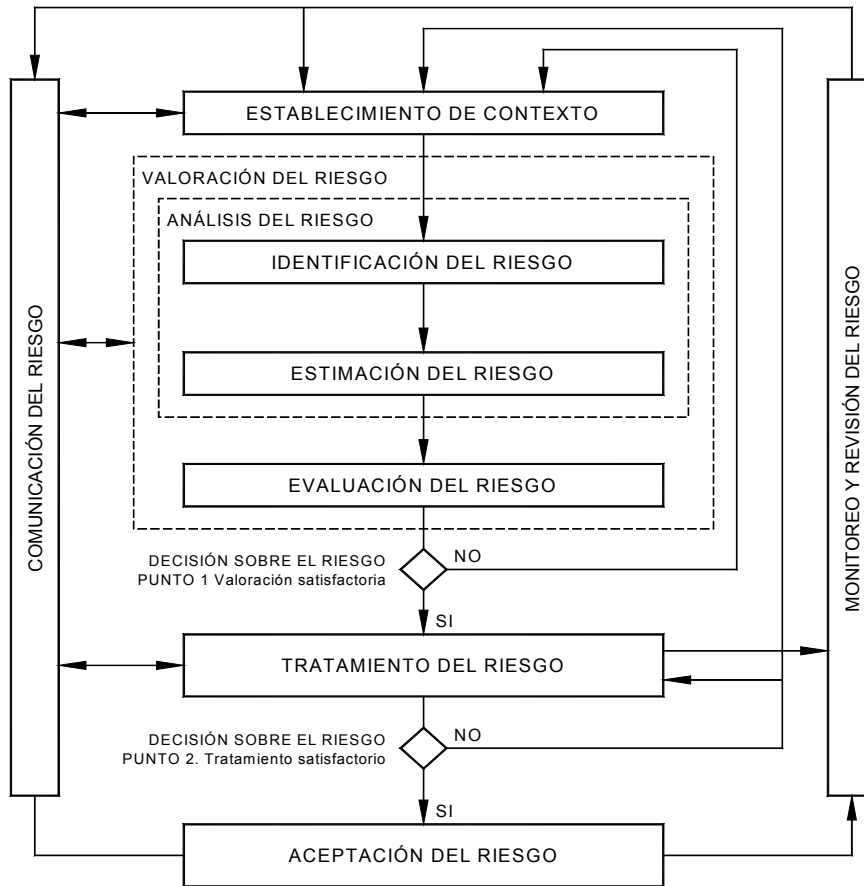 ESTABLECIMIENTO DE CONTEXTO
VALORACIÓN DEL RIESGO
ANÁLISIS DEL RIESGO
IDENTIFICACIÓN DEL RIESGO
ESTIMACIÓN DEL RIESGO
EVALUACIÓN DEL RIESGO
COMUNICACIÓN DEL RIESGO
MONITOREO Y REVISIÓN DEL RIESGO
DECISIÓN SOBRE EL RIESGO
PUNTO 1 Valoración satisfactoria
NO
SI
TRATAMIENTO DEL RIESGO
DECISIÓN SOBRE EL RIESGO
PUNTO 2. Tratamiento satisfactorio
NO
SI
ACEPTACIÓN DEL RIESGO